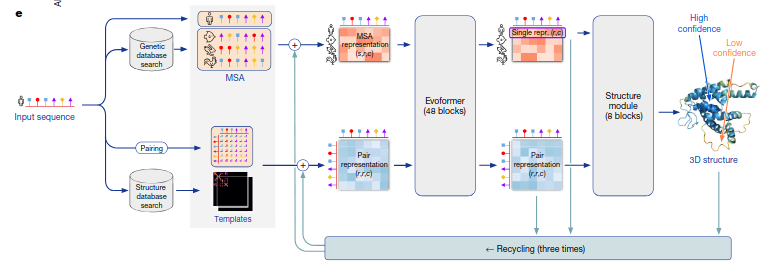 e
Input sequence
Genetic
database
search
MSA
Pairing
Structure
database
search
Templates
+
+
MSA
representation
(s,r,c)
Pair
representation
(r,r,c)
Evoformer
(48 blocks)
Single repr. (r,c)
Pair
representation
(r,r,c)
Structure
module
(8 blocks)
High
confidence
Low
confidence
3D structure
← Recycling (three times)